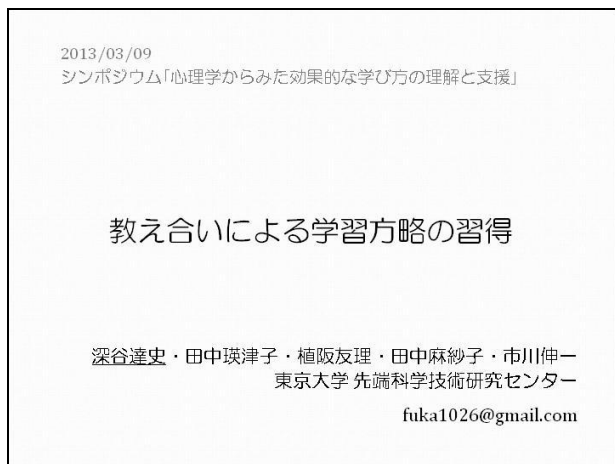 2013/03/09
シンポジウム「心理学からみた効果的な学び方の理解と支援」
教え合いによる学習方略の習得
深谷達史・田中瑛津子・植阪友理・田中麻紗子・市川伸一
東京大学 先端科学技術研究センター
fuka1026@gmail.com